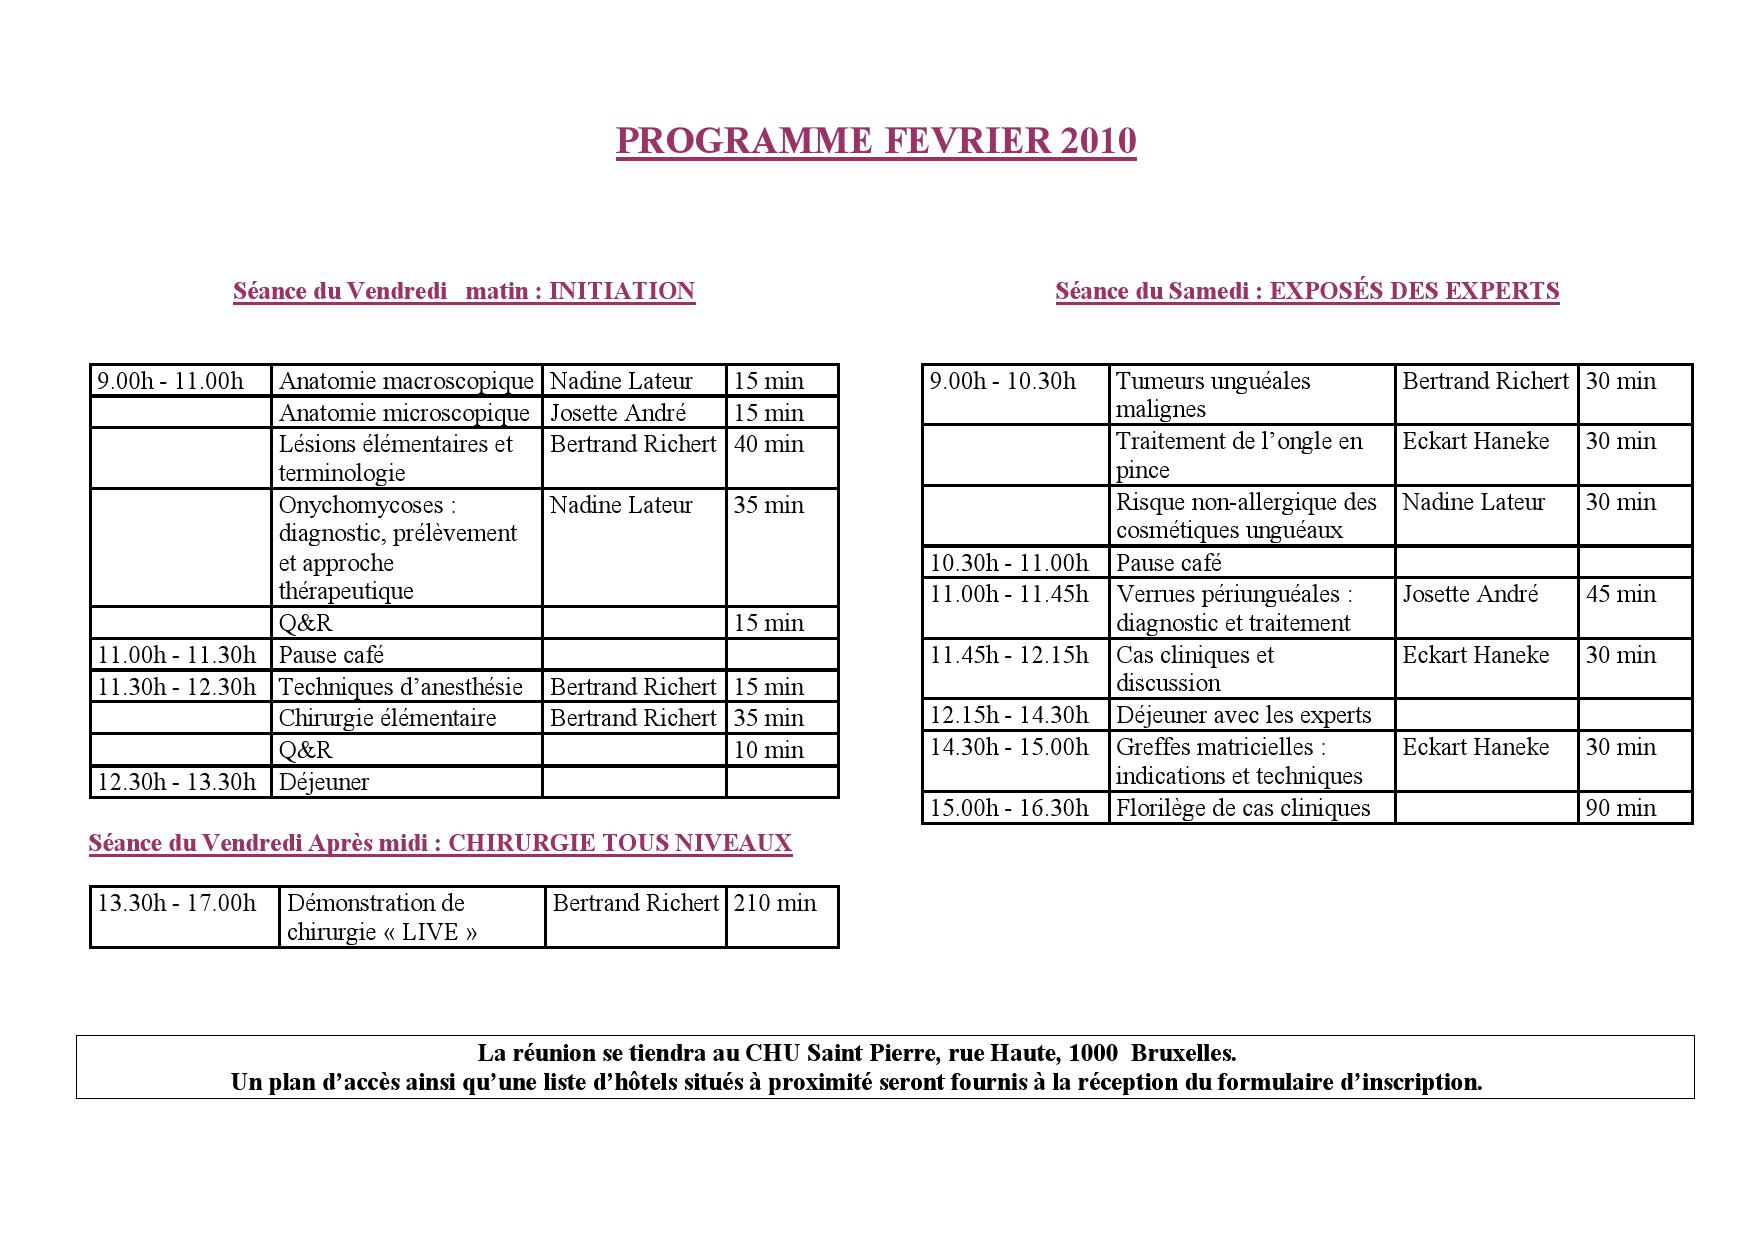 PROGRAMME FEVRIER 2010
Séance du Vendredi matin : INITIATION
9.00h - 11.00h Anatomie macroscopique Nadine Lateur 15 min
Anatomie microscopique Josette André 15 min
Lésions élémentaires et Bertrand Richert 40 min
terminologie
Onychomycoses : Nadine Lateur 35 min
diagnostic, prélèvement
et approche
thérapeutique
Q&R 15 min
11.00h - 11.30h Pause café
11.30h - 12.30h Techniques d’anesthésie Bertrand Richert 15 min
Chirurgie élémentaire Bertrand Richert 35 min
Q&R 10 min
12.30h - 13.30h Déjeuner
Séance du Vendredi Après midi : CHIRURGIE TOUS NIVEAUX
13.30h - 17.00h Démonstration de Bertrand Richert 210 min
chirurgie « LIVE »
Séance du Samedi : EXPOSÉS DES EXPERTS
9.00h - 10.30h Tumeurs unguéales Bertrand Richert 30 min
malignes
Traitement de l’ongle en Eckart Haneke 30 min
pince
Risque non-allergique des Nadine Lateur 30 min
cosmétiques unguéaux
10.30h - 11.00h Pause café
11.00h - 11.45h Verrues périunguéales : Josette André 45 min
diagnostic et traitement
11.45h - 12.15h Cas cliniques et Eckart Haneke 30 min
discussion
12.15h - 14.30h Déjeuner avec les experts
14.30h - 15.00h Greffes matricielles : Eckart Haneke 30 min
indications et techniques
15.00h - 16.30h Florilège de cas cliniques 90 min
La réunion se tiendra au CHU Saint Pierre, rue Haute, 1000 Bruxelles.
Un plan d’accès ainsi qu’une liste d’hôtels situés à proximité seront fournis à la réception du formulaire d’inscription.